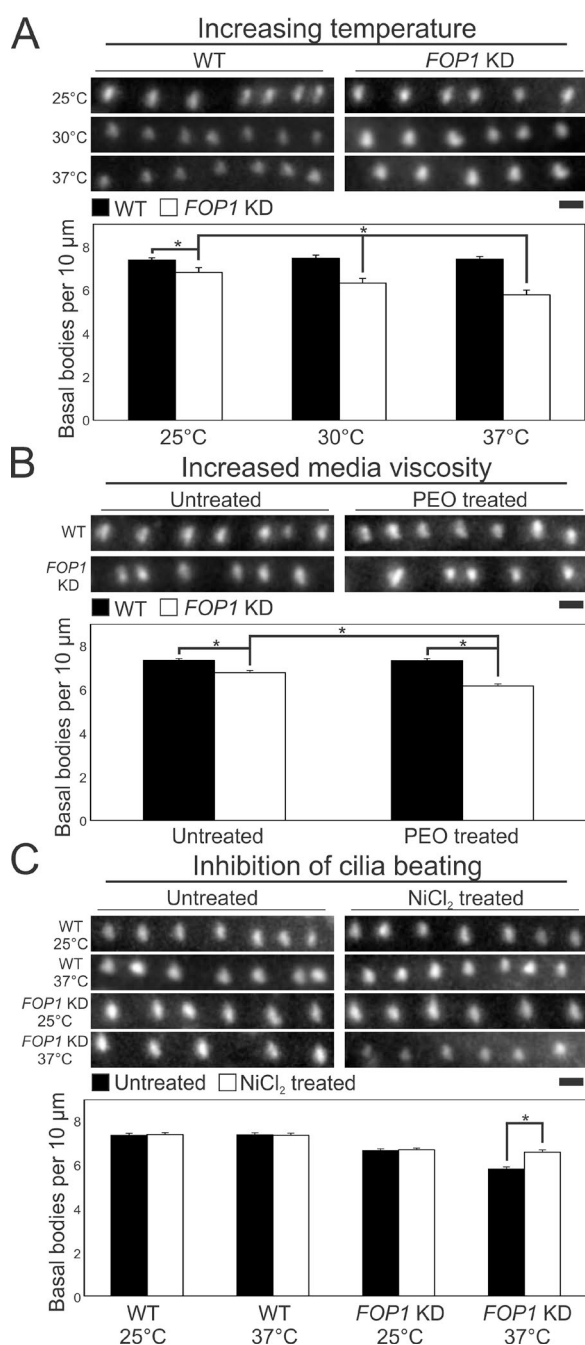 A
Increasing temperature
WT FOP1 KD
25°C
30°C
37°C
WT FOP1 KD
Basal bodies per 10 µm
8
6
4
2
0
* *
25°C 30°C 37°C
B
Increased media viscosity
Untreated PEO treated
WT
FOP1
KD
WT FOP1 KD
Basal bodies per 10 µm
8
6
4
2
0
* * *
Untreated PEO treated
C
Inhibition of cilia beating
Untreated NiCl₂ treated
WT
25°C
WT
37°C
FOP1 KD
25°C
FOP1 KD
37°C
Untreated NiCl₂ treated
Basal bodies per 10 µm
8
6
4
2
0
*
WT WT FOP1 KD FOP1 KD
25°C 37°C 25°C 37°C